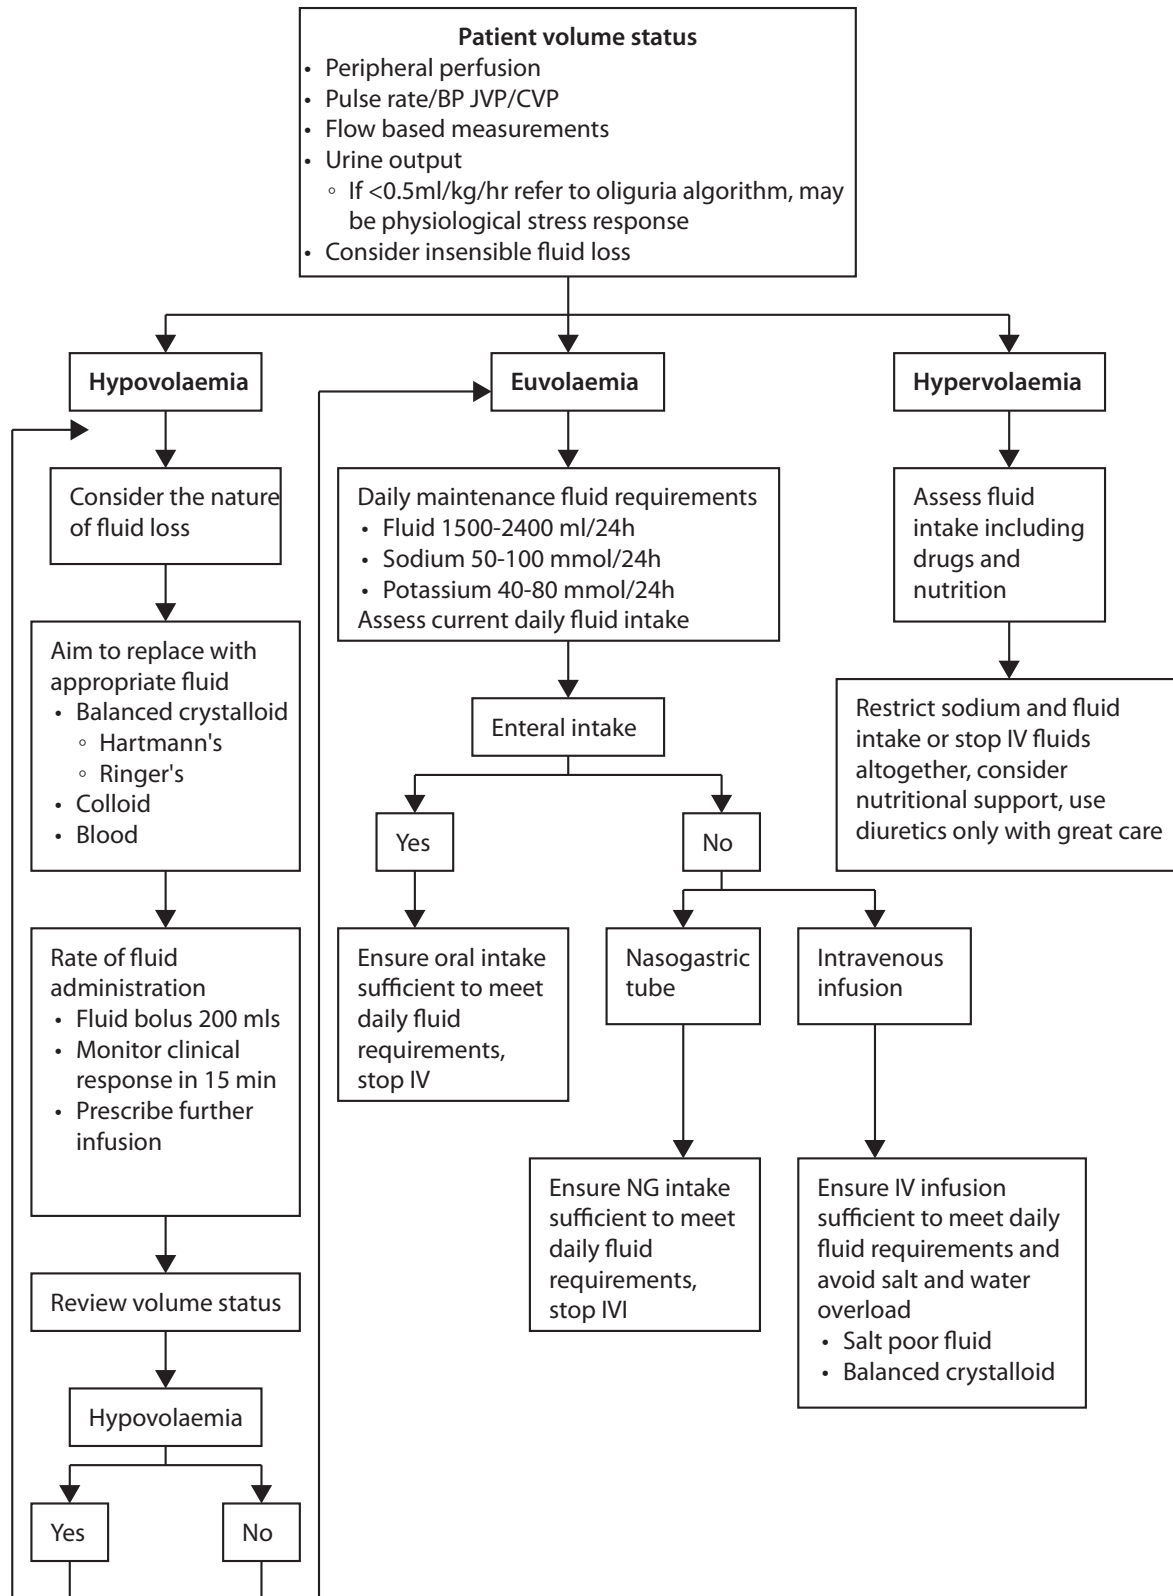 Patient volume status
• Peripheral perfusion
• Pulse rate/BP JVP/CVP
• Flow based measurements
• Urine output
◦ If <0.5ml/kg/hr refer to oliguria algorithm, may
be physiological stress response
• Consider insensible fluid loss
Hypovolaemia
Consider the nature
of fluid loss
Aim to replace with
appropriate fluid
• Balanced crystalloid
◦ Hartmann's
◦ Ringer's
• Colloid
• Blood
Rate of fluid
administration
• Fluid bolus 200 mls
• Monitor clinical
response in 15 min
• Prescribe further
infusion
Review volume status
Hypovolaemia
Yes
No
Euvolaemia
Daily maintenance fluid requirements
• Fluid 1500-2400 ml/24h
• Sodium 50-100 mmol/24h
• Potassium 40-80 mmol/24h
Assess current daily fluid intake
Enteral intake
Yes
No
Ensure oral intake
sufficient to meet
daily fluid
requirements,
stop IV
Nasogastric
tube
Intravenous
infusion
Ensure NG intake
sufficient to meet
daily fluid
requirements,
stop IVI
Ensure IV infusion
sufficient to meet daily
fluid requirements and
avoid salt and water
overload
• Salt poor fluid
• Balanced crystalloid
Hypervolaemia
Assess fluid
intake including
drugs and
nutrition
Restrict sodium and fluid
intake or stop IV fluids
altogether, consider
nutritional support, use
diuretics only with great care